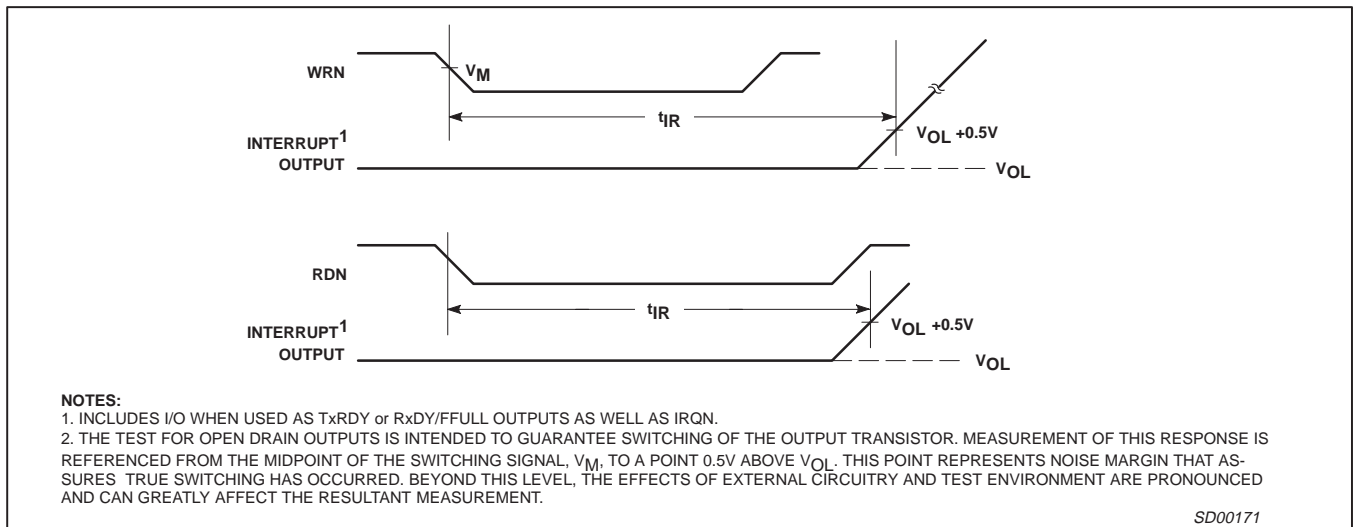 WRN
VM
tIR
INTERRUPT1
OUTPUT
VOL +0.5V
VOL
RDN
tIR
INTERRUPT1
OUTPUT
VOL +0.5V
VOL
NOTES:
1. INCLUDES I/O WHEN USED AS TxRDY or RxDY/FFULL OUTPUTS AS WELL AS IRQN.
2. THE TEST FOR OPEN DRAIN OUTPUTS IS INTENDED TO GUARANTEE SWITCHING OF THE OUTPUT TRANSISTOR. MEASUREMENT OF THIS RESPONSE IS
REFERENCED FROM THE MIDPOINT OF THE SWITCHING SIGNAL, VM, TO A POINT 0.5V ABOVE VOL. THIS POINT REPRESENTS NOISE MARGIN THAT AS-
SURES TRUE SWITCHING HAS OCCURRED. BEYOND THIS LEVEL, THE EFFECTS OF EXTERNAL CIRCUITRY AND TEST ENVIRONMENT ARE PRONOUNCED
AND CAN GREATLY AFFECT THE RESULTANT MEASUREMENT.
SD00171